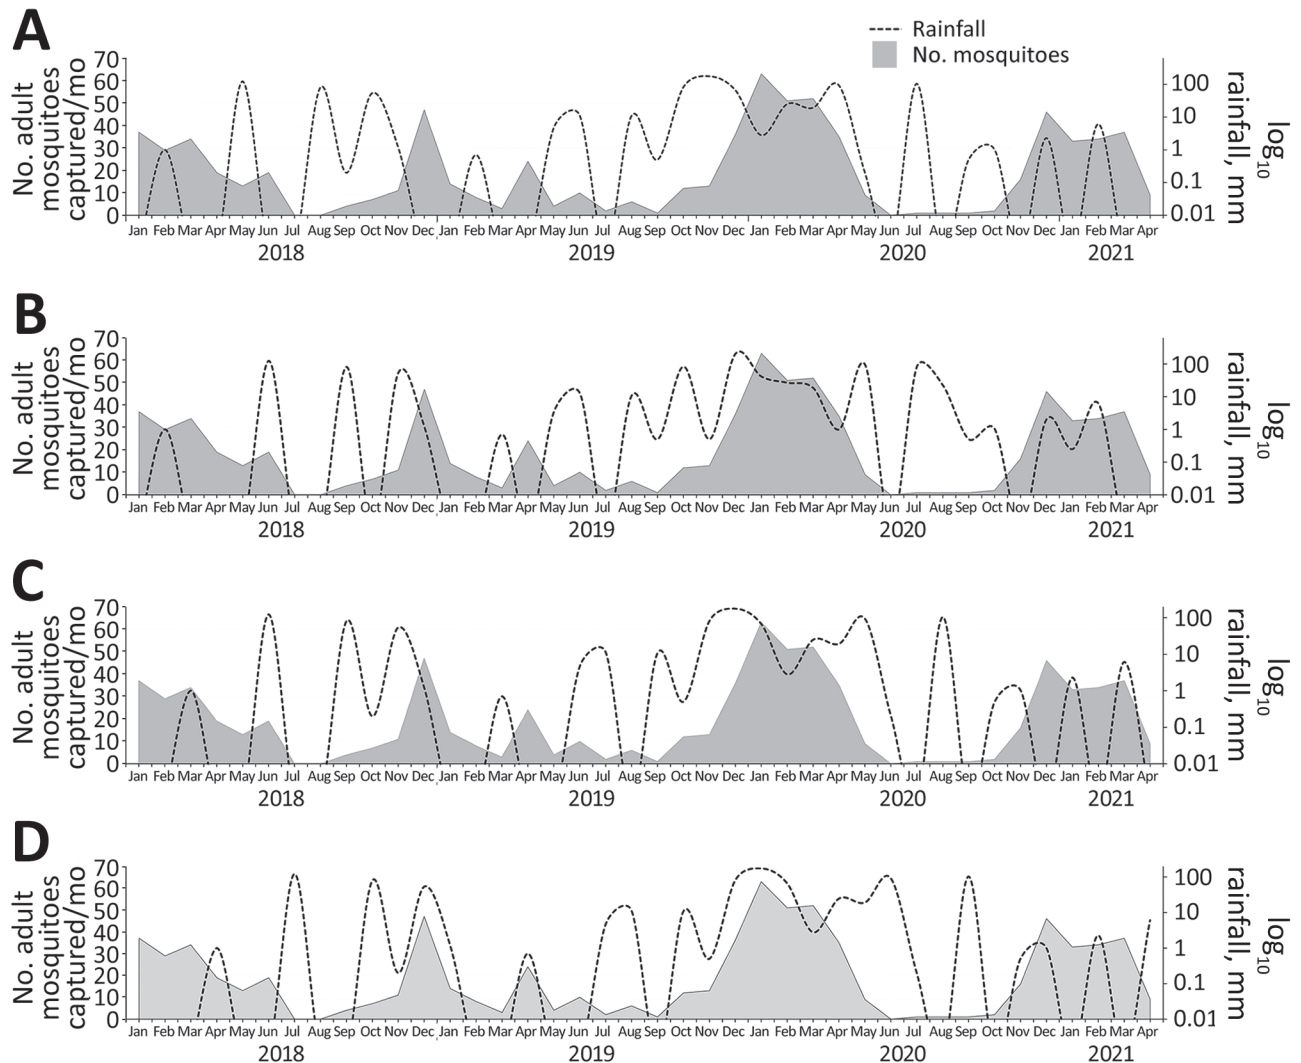 A
Rainfall
No. mosquitoes
No. adult
mosquitoes
captured/mo
70
60
50
40
30
20
10
0
100
10
1
0.1
0.01
log10
rainfall, mm
Jan Feb Mar Apr May Jun Jul Aug Sep Oct Nov Dec Jan Feb Mar Apr May Jun Jul Aug Sep Oct Nov Dec Jan Feb Mar Apr May Jun Jul Aug Sep Oct Nov Dec Jan Feb Mar Apr
2018 2019 2020 2021
B
No. adult
mosquitoes
captured/mo
70
60
50
40
30
20
10
0
100
10
1
0.1
0.01
log10
rainfall, mm
Jan Feb Mar Apr May Jun Jul Aug Sep Oct Nov Dec Jan Feb Mar Apr May Jun Jul Aug Sep Oct Nov Dec Jan Feb Mar Apr May Jun Jul Aug Sep Oct Nov Dec Jan Feb Mar Apr
2018 2019 2020 2021
C
No. adult
mosquitoes
captured/mo
70
60
50
40
30
20
10
0
100
10
1
0.1
0.01
log10
rainfall, mm
Jan Feb Mar Apr May Jun Jul Aug Sep Oct Nov Dec Jan Feb Mar Apr May Jun Jul Aug Sep Oct Nov Dec Jan Feb Mar Apr May Jun Jul Aug Sep Oct Nov Dec Jan Feb Mar Apr
2018 2019 2020 2021
D
No. adult
mosquitoes
captured/mo
70
60
50
40
30
20
10
0
100
10
1
0.1
0.01
log10
rainfall, mm
Jan Feb Mar Apr May Jun Jul Aug Sep Oct Nov Dec Jan Feb Mar Apr May Jun Jul Aug Sep Oct Nov Dec Jan Feb Mar Apr May Jun Jul Aug Sep Oct Nov Dec Jan Feb Mar Apr
2018 2019 2020 2021